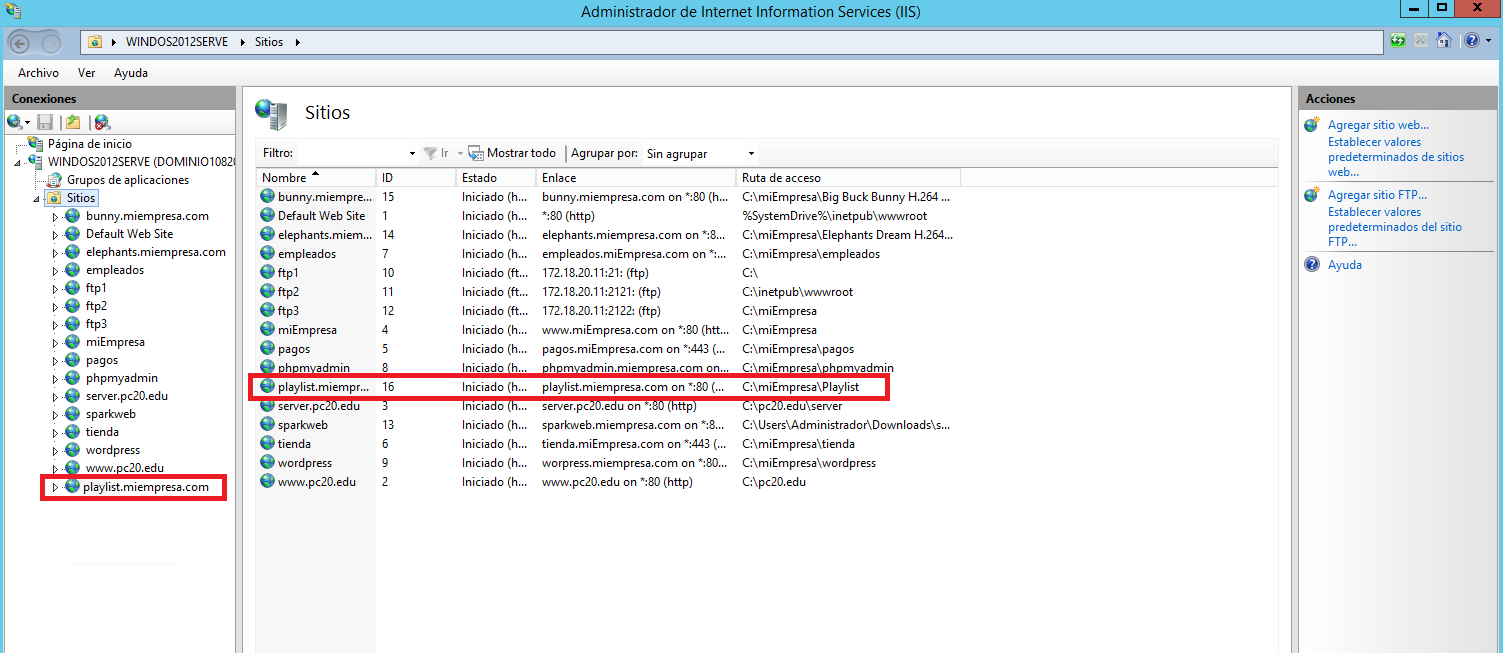 Administrador de Internet Information Services (IIS)
WINDOS2012SERVE Sitios
Archivo Ver Ayuda
Conexiones
Página de inicio
WINDOS2012SERVE (DOMINIO1082
Grupos de aplicaciones
Sitios
bunny.miempresa.com
Default Web Site
elephants.miempresa.com
empleados
ftp1
ftp2
ftp3
miEmpresa
pagos
phpmyadmin
server.pc20.edu
sparkweb
tienda
wordpress
www.pc20.edu
playlist.miempresa.com
Sitios
Filtro: Ir Mostrar todo Agrupar por: Sin agrupar
Nombre ID Estado Enlace Ruta de acceso
bunny.miempre... 15 Iniciado (h... bunny.miempresa.com on *:80 (h... C:\miEmpresa\Big Buck Bunny H.264 ...
Default Web Site 1 Iniciado (h... *:80 (http) %SystemDrive%\inetpub\wwwroot
elephants.miem... 14 Iniciado (h... elephants.miempresa.com on *:8... C:\miEmpresa\Elephants Dream H.264...
empleados 7 Iniciado (h... empleados.miEmpresa.com on *:... C:\miEmpresa\empleados
ftp1 10 Iniciado (ft... 172.18.20.11:21: (ftp) C:\
ftp2 11 Iniciado (ft... 172.18.20.11:2121: (ftp) C:\inetpub\wwwroot
ftp3 12 Iniciado (ft... 172.18.20.11:2122: (ftp) C:\miEmpresa
miEmpresa 4 Iniciado (h... www.miEmpresa.com on *:80 (htt... C:\miEmpresa
pagos 5 Iniciado (h... pagos.miEmpresa.com on *:443 (... C:\miEmpresa\pagos
phpmyadmin 8 Iniciado (h... phpmyadmin.miempresa.com on... C:\miEmpresa\phpmyadmin
playlist.miempr... 16 Iniciado (h... playlist.miempresa.com on *:80 (... C:\miEmpresa\Playlist
server.pc20.edu 3 Iniciado (h... server.pc20.edu on *:80 (http) C:\pc20.edu\server
sparkweb 13 Iniciado (h... sparkweb.miempresa.com on *:8... C:\Users\Administrador\Downloads\s...
tienda 6 Iniciado (h... tienda.miEmpresa.com on *:443 (... C:\miEmpresa\tienda
wordpress 9 Iniciado (h... worpress.miempresa.com on *:80... C:\miEmpresa\wordpress
www.pc20.edu 2 Iniciado (h... www.pc20.edu on *:80 (http) C:\pc20.edu
Acciones
Agregar sitio web...
Establecer valores
predeterminados de sitios
web...
Agregar sitio FTP...
Establecer valores
predeterminados del sitio
FTP...
Ayuda